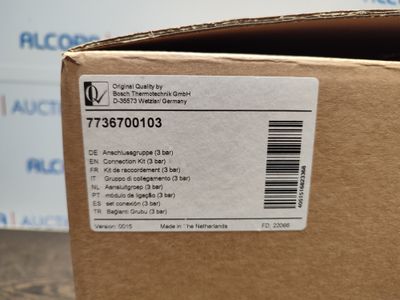 ALCOPA
AUCTI
Original Quality by
Bosch Thermotechnik GmbH
D-35573 Wetzlar/ Germany
7736700103
DE Anschlussgruppe (3 bar)
EN Connection Kit (3 bar)
FR Kit de raccordement (3 bar)
IT Gruppo di collegamento (3 bar)
NL Aansluitgroep (3 bar)
PT módulo de ligação (3 bar)
ES set conexión (3 bar)
TR Bağlantı Grubu (3 bar)
Version: 0015 Made in The Netherlands FD: 22066
4051516823366